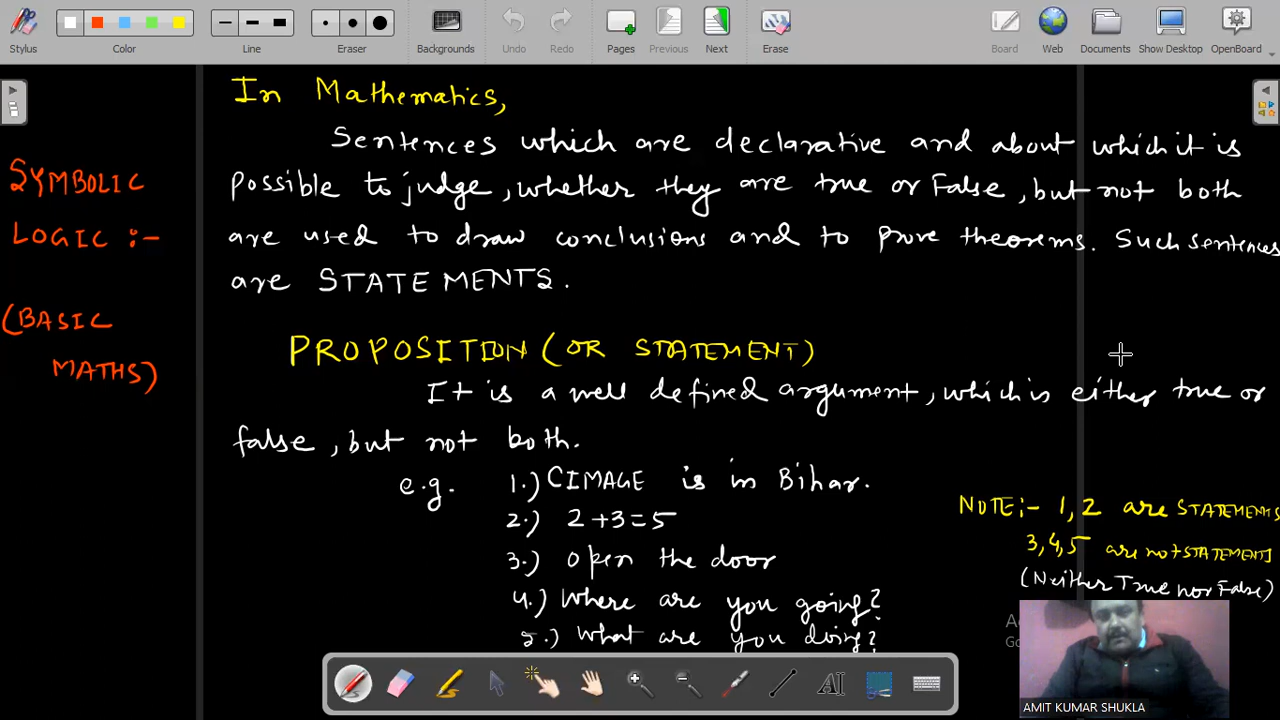 Stylus
Color
Line
Eraser
Backgrounds
Undo
Redo
Pages
Previous
Next
Erase
Board
Web
Documents
Show Desktop
OpenBoard
In Mathematics,
Sentences which are declarative and about which it is
possible to judge, whether they are true or False, but not both
are used to draw conclusions and to prove theorems. Such sentences
are STATEMENTS.
SYMBOLIC
LOGIC :-
(BASIC
MATHS)
PROPOSITION (OR STATEMENT)
It is a well defined argument, which is either true or
false, but not both.
e.g. 1.) CIMAGE is in Bihar.
2.) 2+3=5
3.) Open the door
4.) Where are you going?
5.) What are you doing?
NOTE:- 1, 2 are STATEMENTS
3,4,5 are not STATEMENT
(Neither True nor False)
AMIT KUMAR SHUKLA